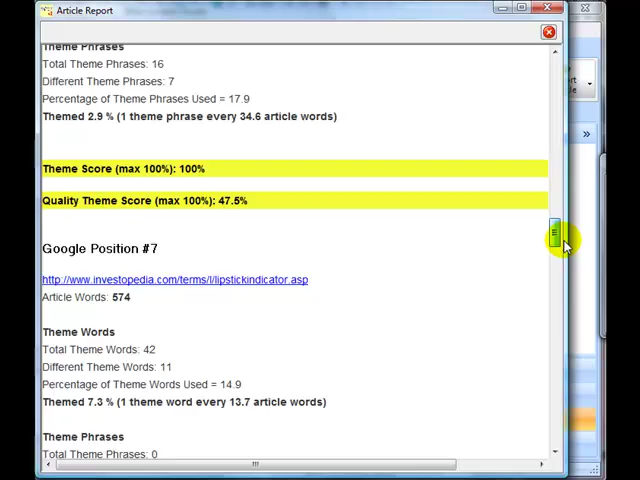 Article Report
Theme Phrases
Total Theme Phrases: 16
Different Theme Phrases: 7
Percentage of Theme Phrases Used = 17.9
Themed 2.9 % (1 theme phrase every 34.6 article words)
Theme Score (max 100%): 100%
Quality Theme Score (max 100%): 47.5%
Google Position #7
http://www.investopedia.com/terms/l/lipstickindicator.asp
Article Words: 574
Theme Words
Total Theme Words: 42
Different Theme Words: 11
Percentage of Theme Words Used = 14.9
Themed 7.3 % (1 theme word every 13.7 article words)
Theme Phrases
Total Theme Phrases: 0